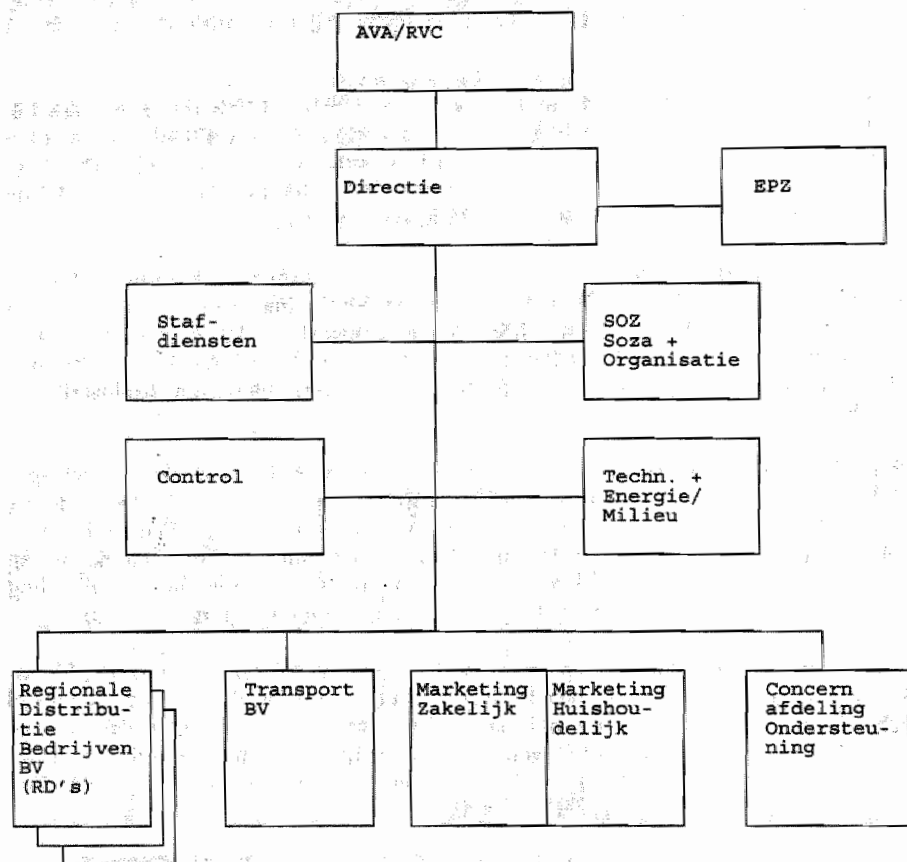 AVA/RVC
Directie
EPZ
Staf-
diensten
SOZ
Soza +
Organisatie
Control
Techn. +
Energie/
Milieu
Regionale
Distribu-
tie
Bedrijven
BV
(RD's)
Transport
BV
Marketing
Zakelijk
Marketing
Huishou-
delijk
Concern
afdeling
Ondersteu-
ning